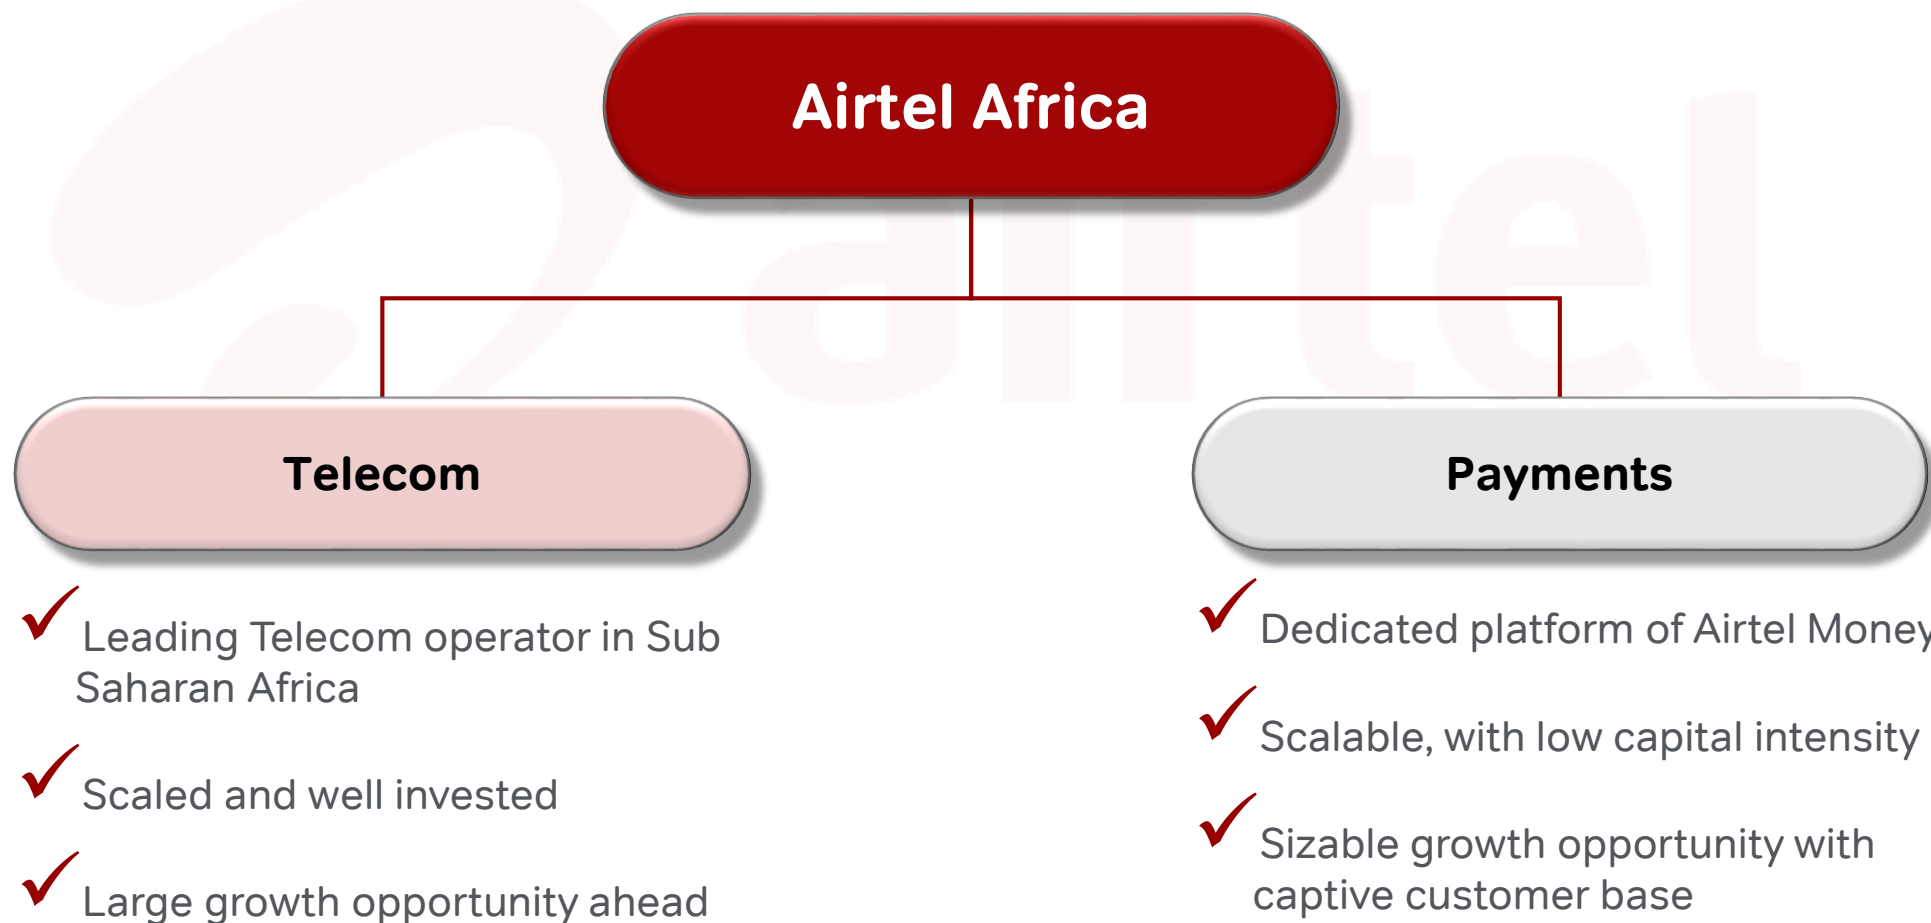 Airtel Africa
airtel
Telecom
Payments
Leading Telecom operator in Sub
Saharan Africa
Scaled and well invested
Large growth opportunity ahead
Dedicated platform of Airtel Money
Scalable, with low capital intensity
Sizable growth opportunity with
captive customer base